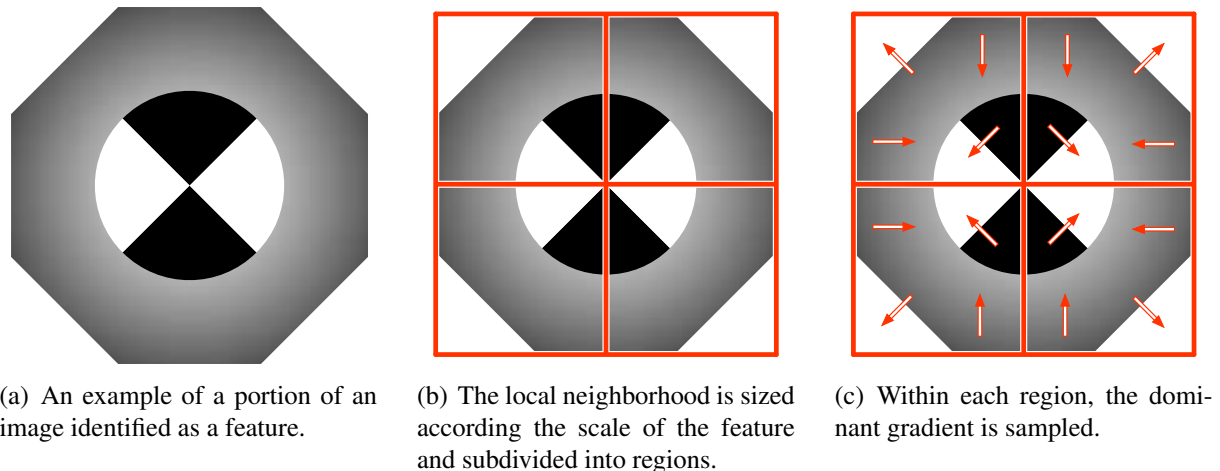 (a) An example of a portion of an
image identified as a feature.
(b) The local neighborhood is sized
according the scale of the feature
and subdivided into regions.
(c) Within each region, the domi-
nant gradient is sampled.